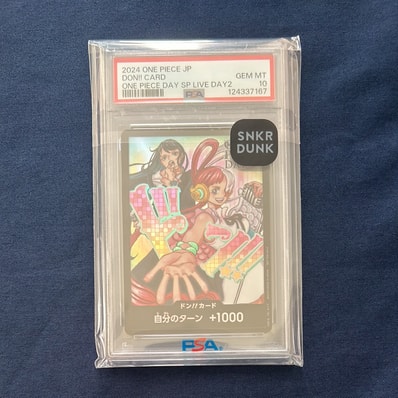 2024 ONE PIECE JP
DON!! CARD GEM MT
ONE PIECE DAY SP LIVE DAY2 10
PSA 124337167
SNKR
DUNK
ドン!!カード
自分のターン +1000
PSA